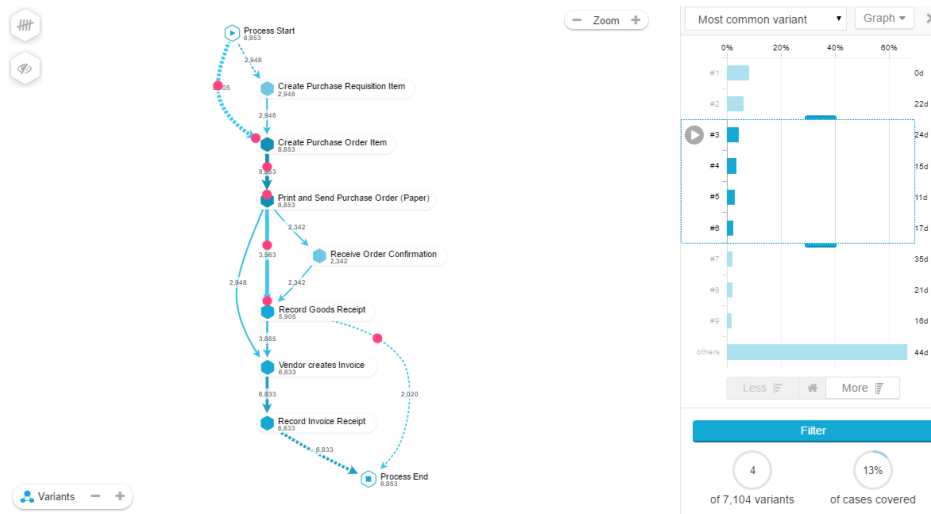 Process Start
8,853
2,948
Create Purchase Requisition Item
2,948
2,948
Create Purchase Order Item
8,853
8,853
Print and Send Purchase Order (Paper)
8,853
2,342
3,563
Receive Order Confirmation
2,342
2,948
2,342
Record Goods Receipt
5,905
3,885
Vendor creates Invoice
6,833
6,833
Record Invoice Receipt
6,833
6,833
2,020
Process End
8,853
Variants
Zoom
Most common variant
Graph
0% 20% 40% 60%
#1 0d
#2 22d
#3 24d
#4 15d
#5 11d
#6 17d
#7 35d
#8 21d
#9 16d
others 44d
Less More
Filter
4 13%
of 7,104 variants of cases covered